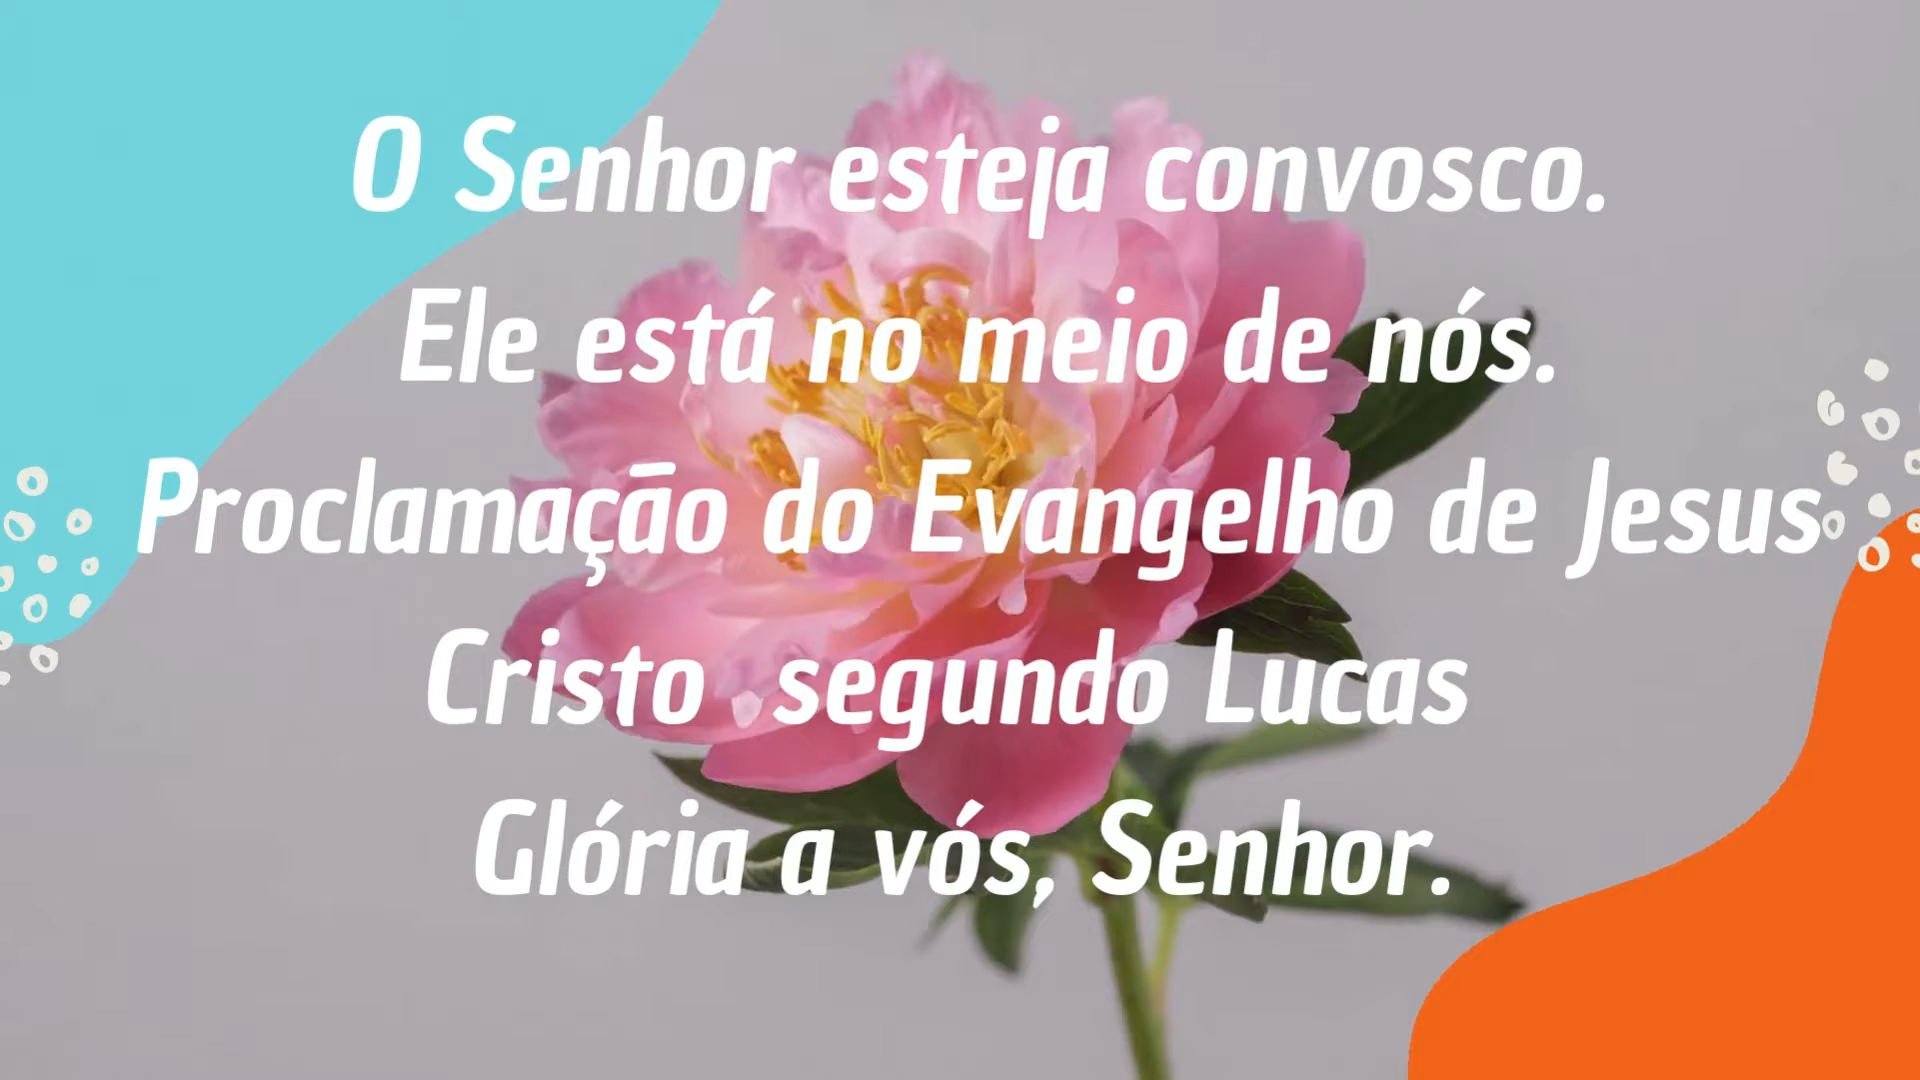 O Senhor esteja convosco.
Ele está no meio de nós.
Proclamação do Evangelho de Jesus
Cristo segundo Lucas
Glória a vós, Senhor.